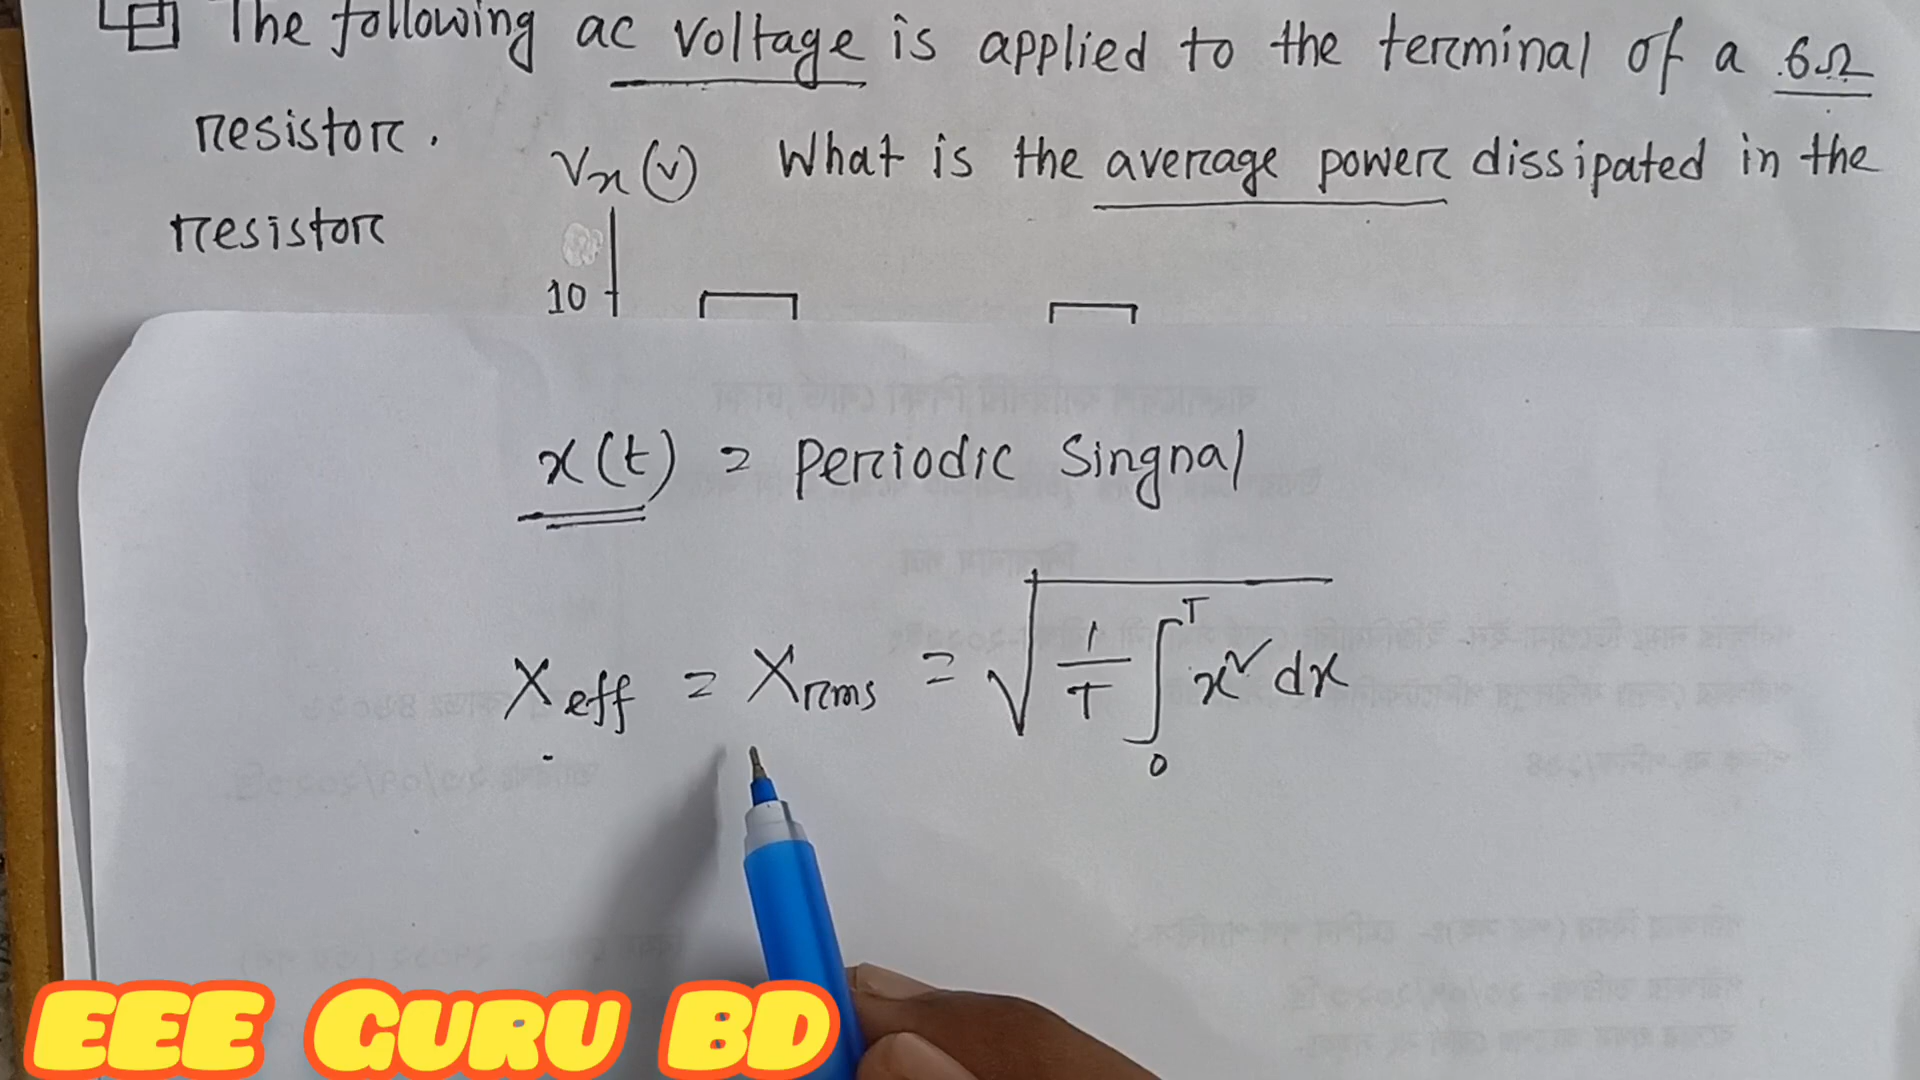 The following ac voltage is applied to the terminal of a 6Ω
resistor.
Vx(v) What is the average power dissipated in the
resistor
10
x(t) = Periodic Singnal
Xeff = Xrms = √(1/T ∫₀ᵀ x² dx)
EEE GURU BD